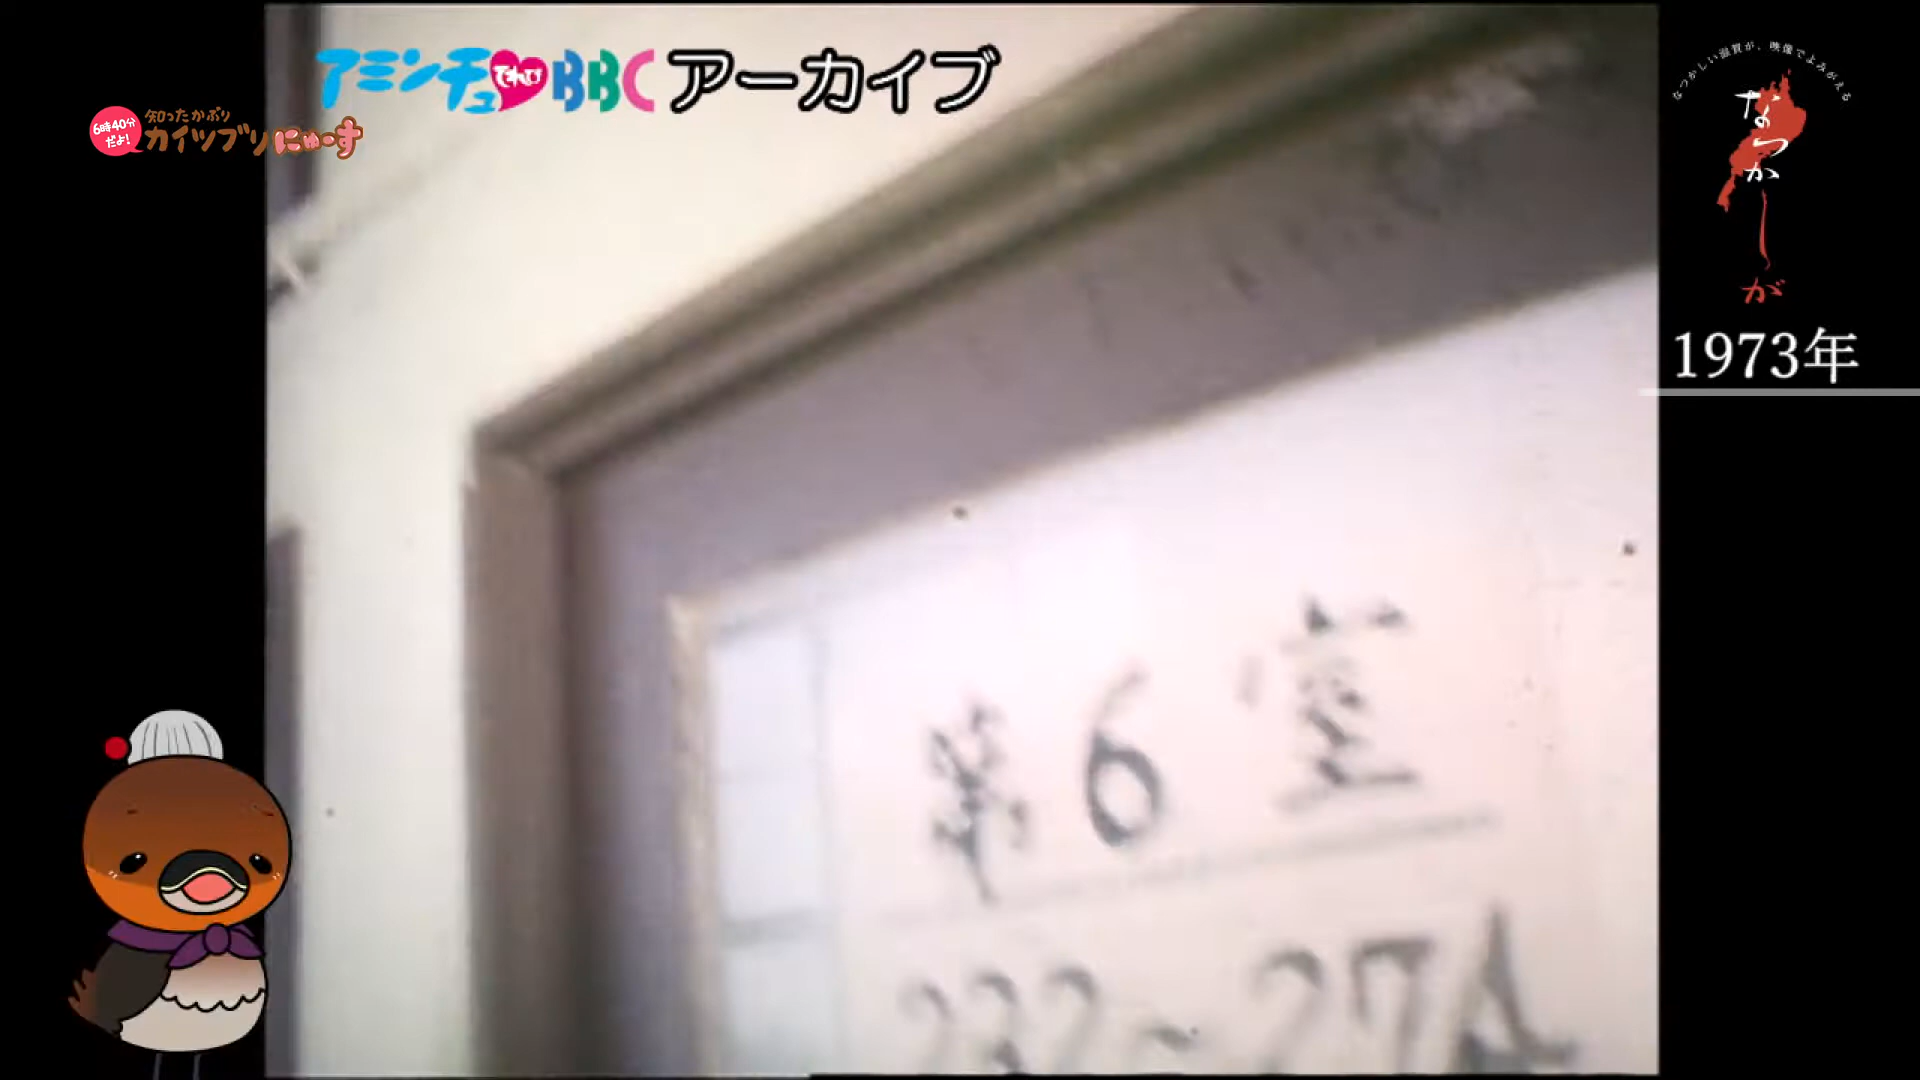 アミンチュてれび BBC アーカイブ
6時40分だよ!
知ったかぶり
カイツブリにゅーす
なつかしい滋賀が、映像でよみがえる
なつかしが
1973年
第6室
232~274